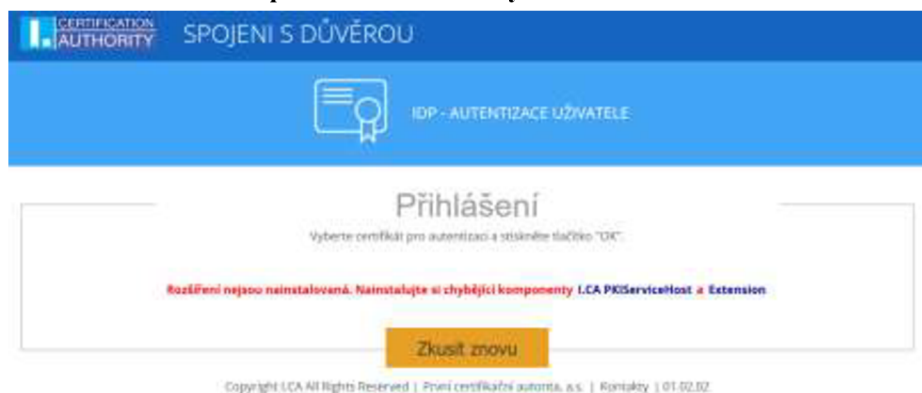 I. CERTIFICATION AUTHORITY SPOJENI S DŮVĚROU
IDP - AUTENTIZACE UŽIVATELE
Přihlášení
Vyberte certifikát pro autentizaci a stiskněte tlačítko "OK".
Rozšíření nejsou nainstalovaná. Nainstalujte si chybějící komponenty I.CA PKIServiceHost a Extension
Zkusit znovu
Copyright I.CA All Rights Reserved | První certifikační autorita, a.s. | Kontakty | 01.02.02